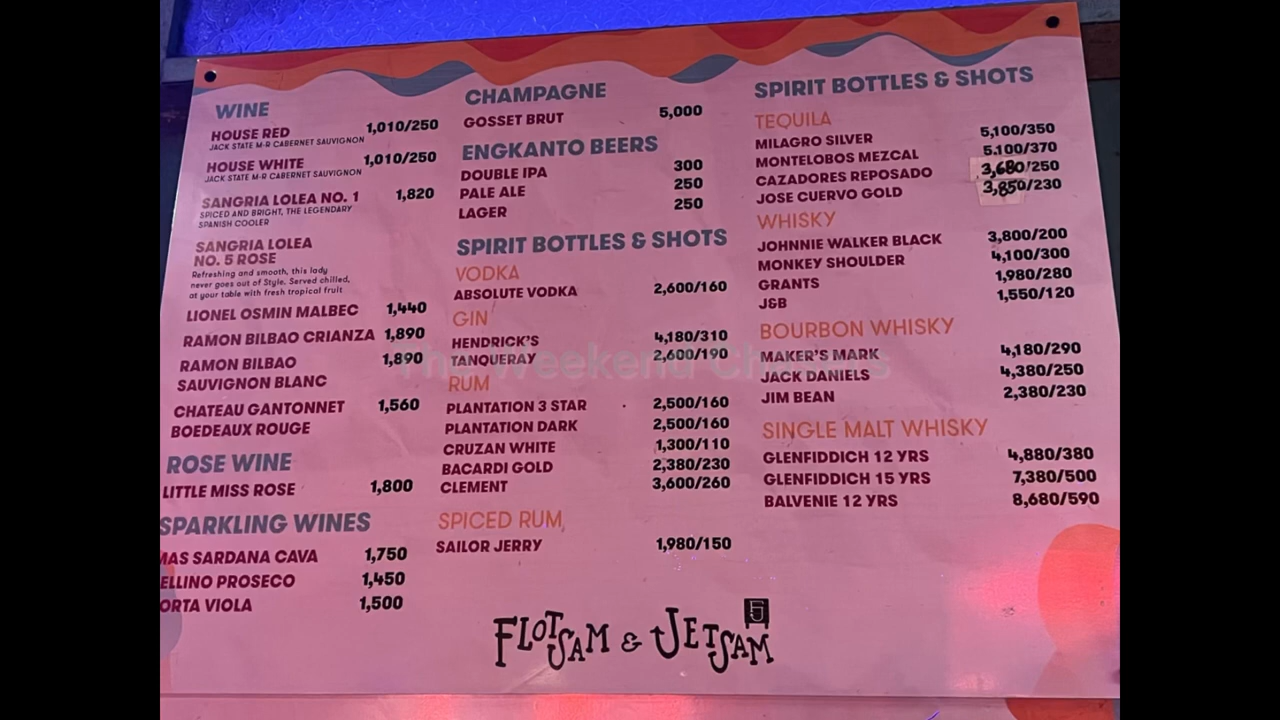 WINE
HOUSE RED 1,010/250
JACK STATE M-R CABERNET SAUVIGNON
HOUSE WHITE 1,010/250
JACK STATE M-R CABERNET SAUVIGNON
SANGRIA LOLEA NO. 1 1,820
SPICED AND BRIGHT, THE LEGENDARY
SPANISH COOLER
SANGRIA LOLEA
NO. 5 ROSE
Refreshing and smooth, this lady
never goes out of Style. Served chilled,
at your table with fresh tropical fruit
LIONEL OSMIN MALBEC 1,440
RAMON BILBAO CRIANZA 1,890
RAMON BILBAO 1,890
SAUVIGNON BLANC
CHATEAU GANTONNET 1,560
BOEDEAUX ROUGE
ROSE WINE
LITTLE MISS ROSE 1,800
SPARKLING WINES
MAS SARDANA CAVA 1,750
ELLINO PROSECO 1,450
ORTA VIOLA 1,500
CHAMPAGNE
GOSSET BRUT 5,000
ENGKANTO BEERS
DOUBLE IPA 300
PALE ALE 250
LAGER 250
SPIRIT BOTTLES & SHOTS
VODKA
ABSOLUTE VODKA 2,600/160
GIN
HENDRICK'S 4,180/310
TANQUERAY 2,600/190
RUM
PLANTATION 3 STAR 2,500/160
PLANTATION DARK 2,500/160
CRUZAN WHITE 1,300/110
BACARDI GOLD 2,380/230
CLEMENT 3,600/260
SPICED RUM
SAILOR JERRY 1,980/150
SPIRIT BOTTLES & SHOTS
TEQUILA
MILAGRO SILVER 5,100/350
MONTELOBOS MEZCAL 5,100/370
CAZADORES REPOSADO 3,680/250
JOSE CUERVO GOLD 3,850/230
WHISKY
JOHNNIE WALKER BLACK 3,800/200
MONKEY SHOULDER 4,100/300
GRANTS 1,980/280
J&B 1,550/120
BOURBON WHISKY
MAKER'S MARK 4,180/290
JACK DANIELS 4,380/250
JIM BEAN 2,380/230
SINGLE MALT WHISKY
GLENFIDDICH 12 YRS 4,880/380
GLENFIDDICH 15 YRS 7,380/500
BALVENIE 12 YRS 8,680/590
FLOTSAM & JETSAM
The Weekend